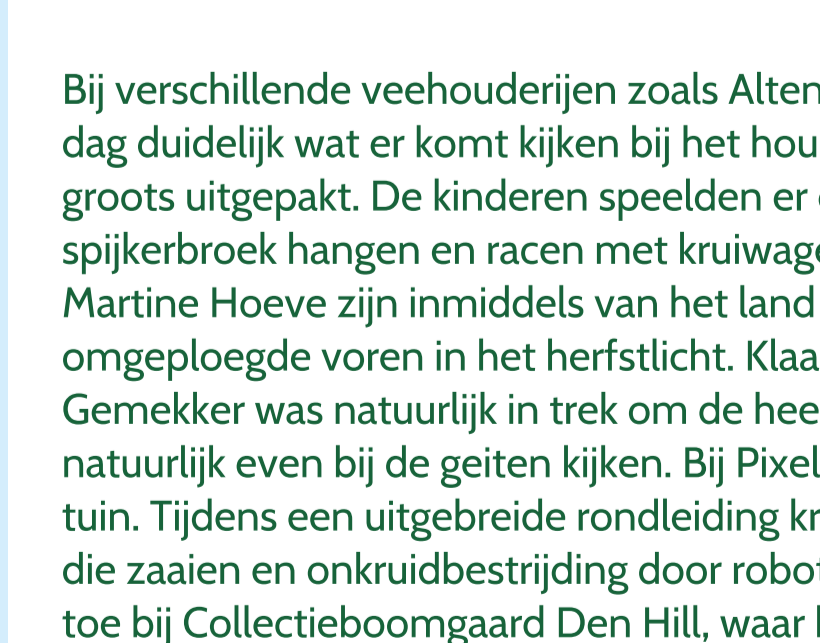 Bij verschillende veehouderijen zoals Alten
dag duidelijk wat er komt kijken bij het hou
groots uitgepakt. De kinderen speelden er
spijkerbroek hangen en racen met kruiwage
Martine Hoeve zijn inmiddels van het land
omgeploegde voren in het herfstlicht. Klaa
Gemekker was natuurlijk in trek om de hee
natuurlijk even bij de geiten kijken. Bij Pixel
tuin. Tijdens een uitgebreide rondleiding kr
die zaaien en onkruidbestrijding door robot
toe bij Collectieboomgaard Den Hill, waar